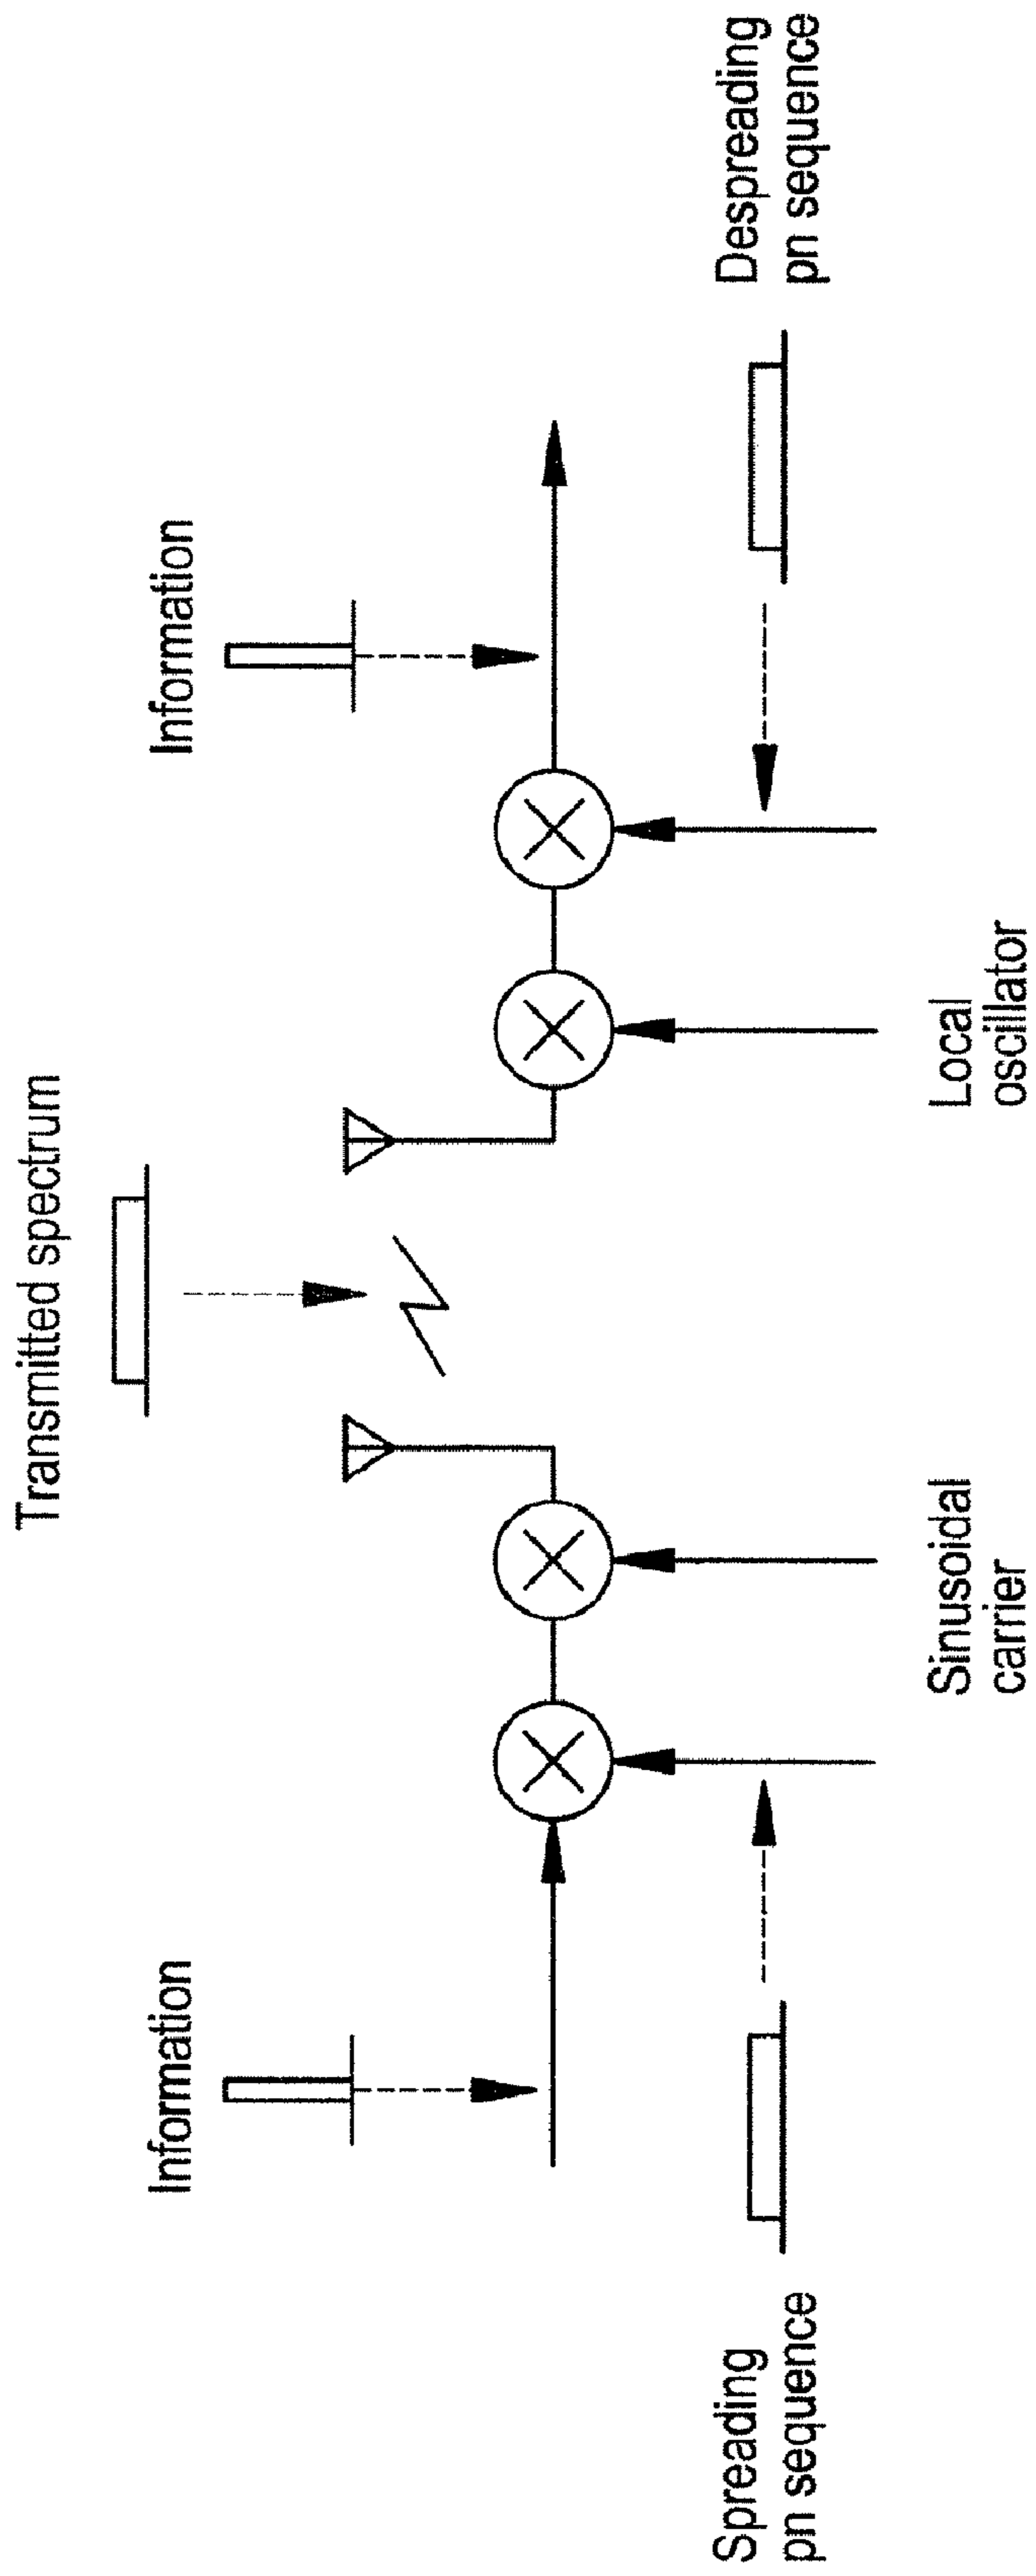 Transmitted spectrum
Information
Information
Spreading
pn sequence
Despreading
pn sequence
Sinusoidal
carrier
Local
oscillator